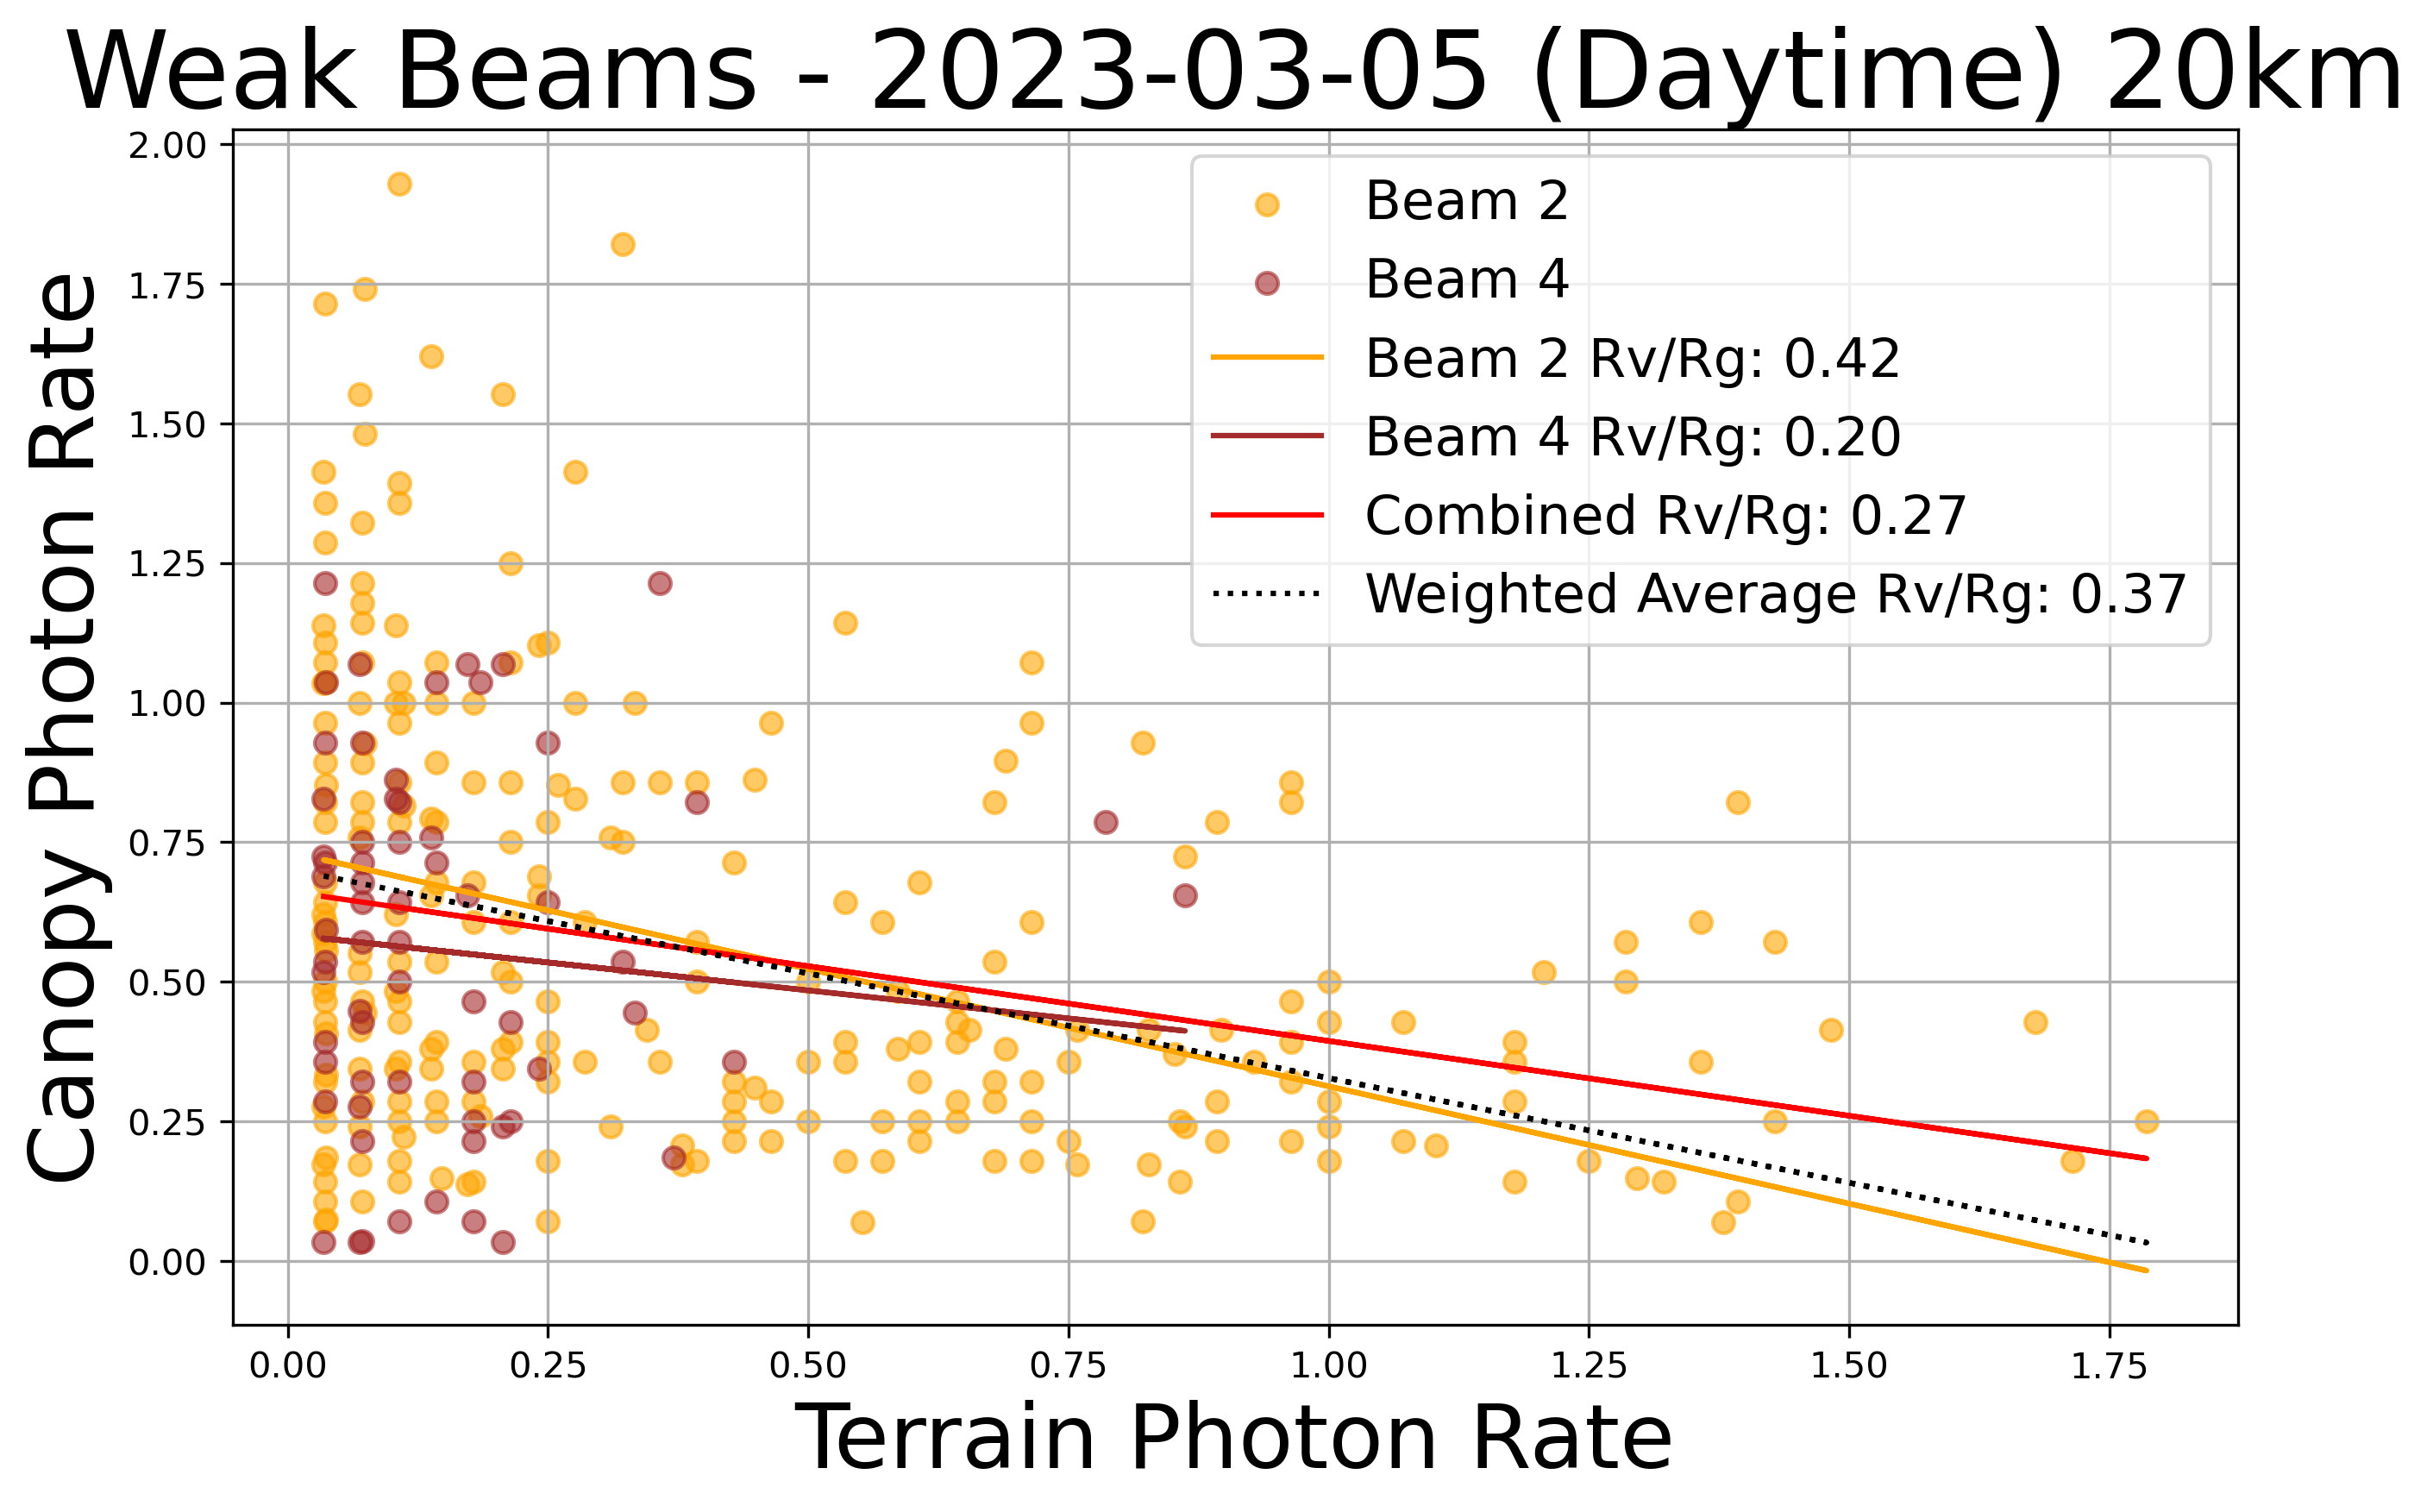 Weak Beams - 2023-03-05 (Daytime) 20km
Canopy Photon Rate
2.00
1.75
1.50
1.25
1.00
0.75
0.50
0.25
0.00
Beam 2
Beam 4
Beam 2 Rv/Rg: 0.42
Beam 4 Rv/Rg: 0.20
Combined Rv/Rg: 0.27
Weighted Average Rv/Rg: 0.37
0.00 0.25 0.50 0.75 1.00 1.25 1.50 1.75
Terrain Photon Rate